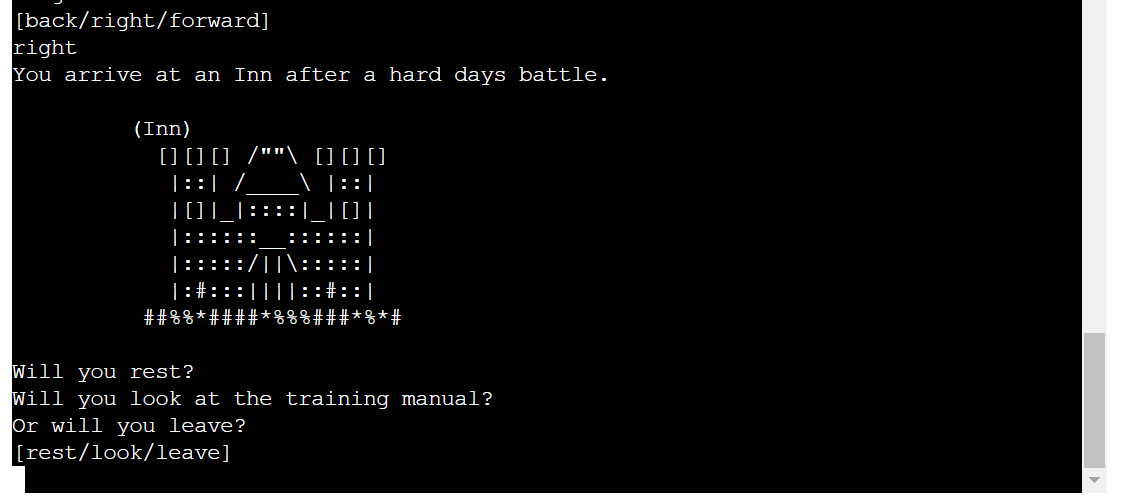 [back/right/forward]
right
You arrive at an Inn after a hard days battle.
(Inn)
[][][] /""\ [][][]
|::| /____\ |::|
|[]|_|::::|_|[]|
|::::::__::::::|
|:::::/||\:::::|
|:#:::||||::#::|
##%%*####*%%%###*%*#
Will you rest?
Will you look at the training manual?
Or will you leave?
[rest/look/leave]